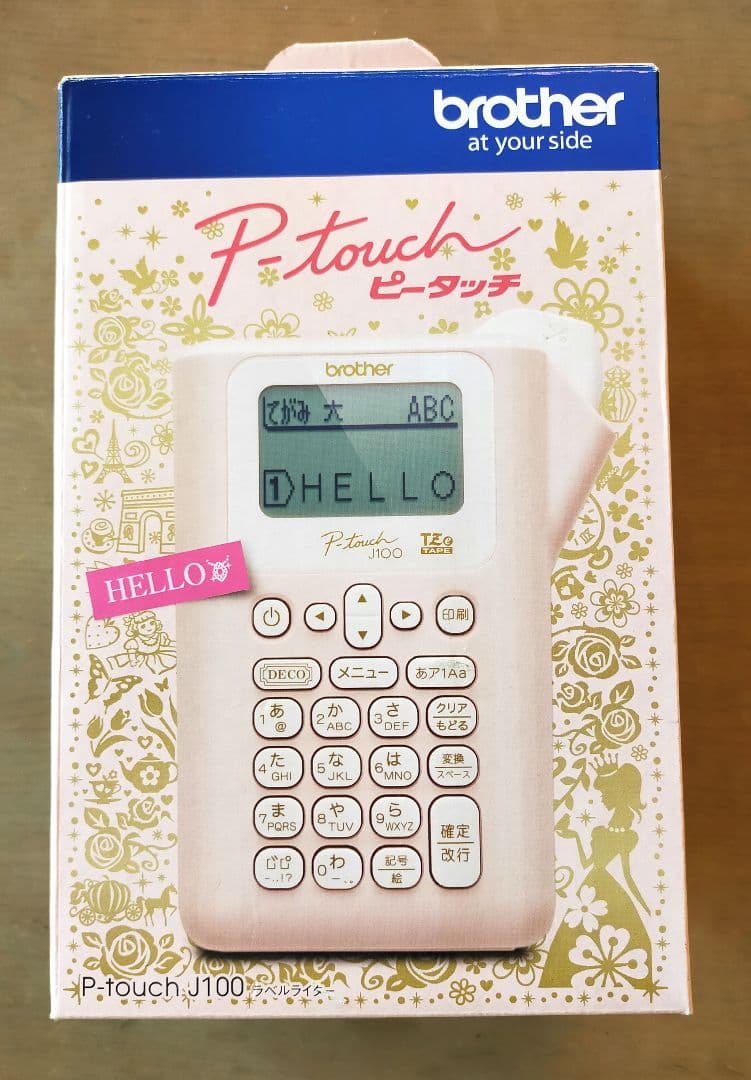 brother
at your side
P-touch
ピータッチ
brother
てがみ 大 ABC
1 HELLO
P-touch
J100
TZe
TAPE
HELLO
印刷
DECO メニュー あア1Aa
1 あ @ 2 か ABC 3 さ DEF クリア もどる
4 た GHI 5 な JKL 6 は MNO 変換 スペース
7 ま PQRS 8 や TUV 9 ら WXYZ 確定 改行
0 わ 記号 絵
P-touch J100 ラベルライター